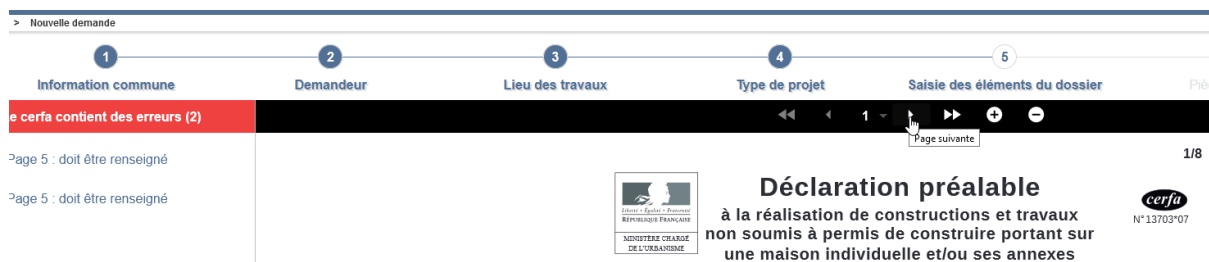 > Nouvelle demande
1 2 3 4 5
Information commune Demandeur Lieu des travaux Type de projet Saisie des éléments du dossier Piè
e cerfa contient des erreurs (2)
1
Page suivante
Page 5 : doit être renseigné
Page 5 : doit être renseigné
1/8
Déclaration préalable
à la réalisation de constructions et travaux
non soumis à permis de construire portant sur
une maison individuelle et/ou ses annexes
Liberté • Égalité • Fraternité
RÉPUBLIQUE FRANÇAISE
MINISTÈRE CHARGÉ
DE L'URBANISME
cerfa
N° 13703*07